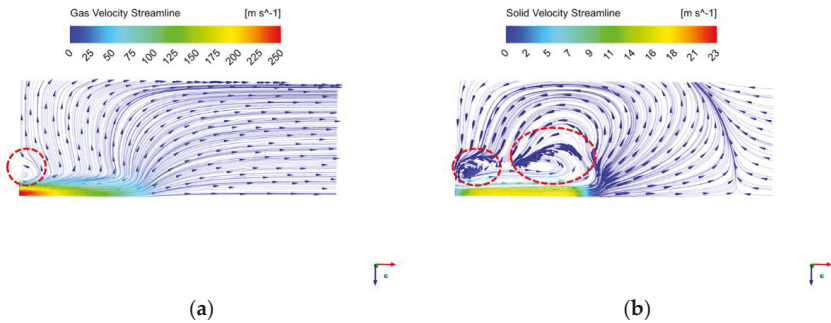 Gas Velocity Streamline [m s^-1]
0 25 50 75 100 125 150 175 200 225 250
(a)
Solid Velocity Streamline [m s^-1]
0 2 5 7 9 11 14 16 18 21 23
(b)